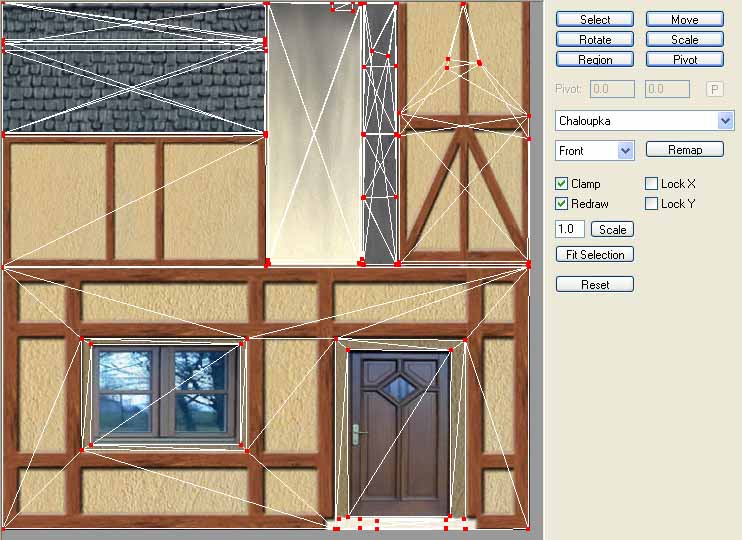 Select Move
Rotate Scale
Region Pivot
Pivot: 0.0 0.0 P
Chaloupka
Front Remap
Clamp Lock X
Redraw Lock Y
1.0 Scale
Fit Selection
Reset